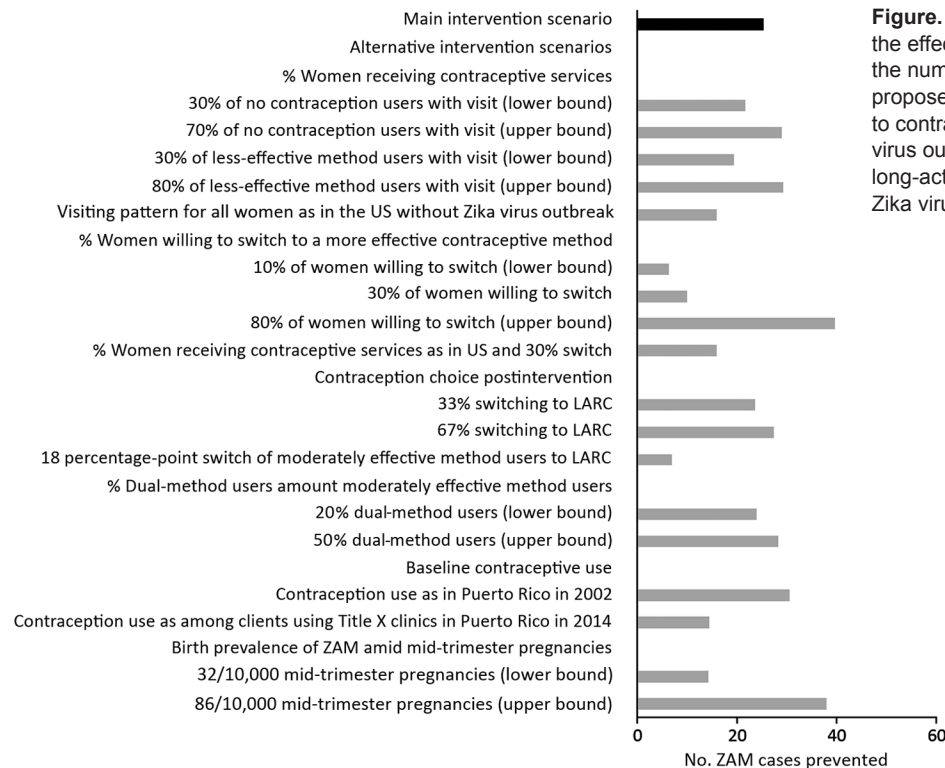 Main intervention scenario
Alternative intervention scenarios
% Women receiving contraceptive services
30% of no contraception users with visit (lower bound)
70% of no contraception users with visit (upper bound)
30% of less-effective method users with visit (lower bound)
80% of less-effective method users with visit (upper bound)
Visiting pattern for all women as in the US without Zika virus outbreak
% Women willing to switch to a more effective contraceptive method
10% of women willing to switch (lower bound)
30% of women willing to switch
80% of women willing to switch (upper bound)
% Women receiving contraceptive services as in US and 30% switch
Contraception choice postintervention
33% switching to LARC
67% switching to LARC
18 percentage-point switch of moderately effective method users to LARC
% Dual-method users amount moderately effective method users
20% dual-method users (lower bound)
50% dual-method users (upper bound)
Baseline contraceptive use
Contraception use as in Puerto Rico in 2002
Contraception use as among clients using Title X clinics in Puerto Rico in 2014
Birth prevalence of ZAM amid mid-trimester pregnancies
32/10,000 mid-trimester pregnancies (lower bound)
86/10,000 mid-trimester pregnancies (upper bound)
0 20 40 60
No. ZAM cases prevented
Figure.
the effec
the num
propose
to contra
virus ou
long-act
Zika viru